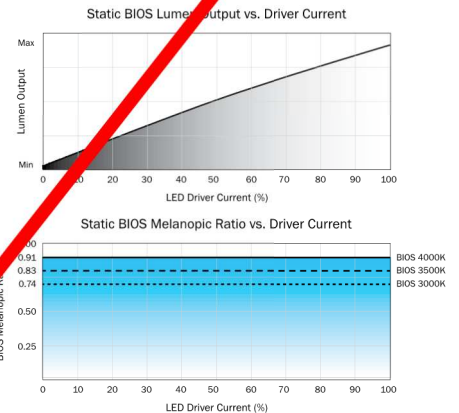 Static BIOS Lumen Output vs. Driver Current
Max
Lumen Output
Min
0 10 20 30 40 50 60 70 80 90 100
LED Driver Current (%)
Static BIOS Melanopic Ratio vs. Driver Current
0.91 BIOS 4000K
0.83 BIOS 3500K
0.74 BIOS 3000K
0.50
0.25
BIOS Melanopic
0 10 20 30 40 50 60 70 80 90 100
LED Driver Current (%)